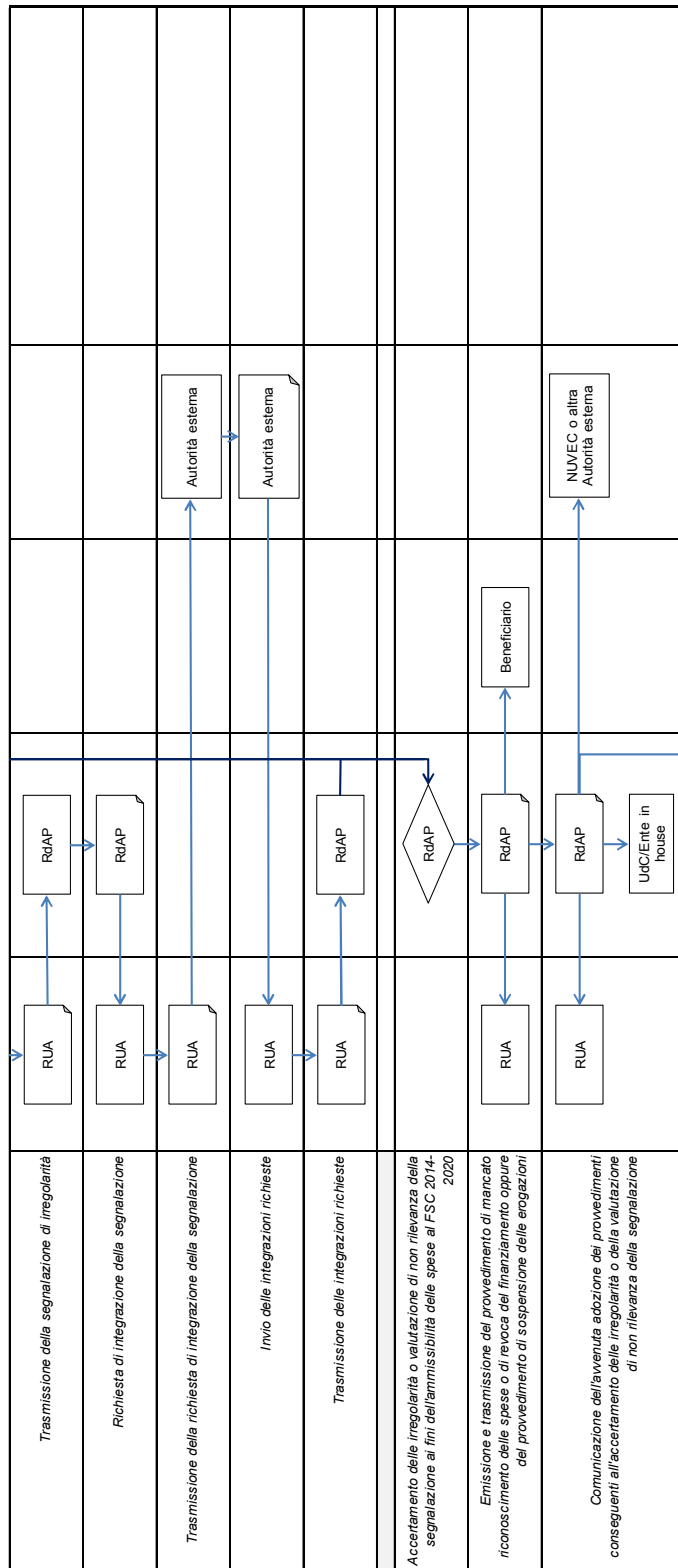 Trasmissione della segnalazione di irregolarità
RUA
RdAP
Richiesta di integrazione della segnalazione
RUA
RdAP
Trasmissione della richiesta di integrazione della segnalazione
RUA
Autorità esterna
Invio delle integrazioni richieste
RUA
Autorità esterna
Trasmissione delle integrazioni richieste
RUA
RdAP
Accertamento delle irregolarità o valutazione di non rilevanza della
segnalazione ai fini dell'ammissibilità delle spese al FSC 2014-
2020
RdAP
Emissione e trasmissione del provvedimento di mancato
riconoscimento delle spese o di revoca del finanziamento oppure
del provvedimento di sospensione delle erogazioni
RUA
RdAP
Beneficiario
Comunicazione dell'avvenuta adozione dei provvedimenti
conseguenti all'accertamento delle irregolarità o della valutazione
di non rilevanza della segnalazione
RUA
RdAP
UdC/Ente in
house
NUVEC o altra
Autorità esterna